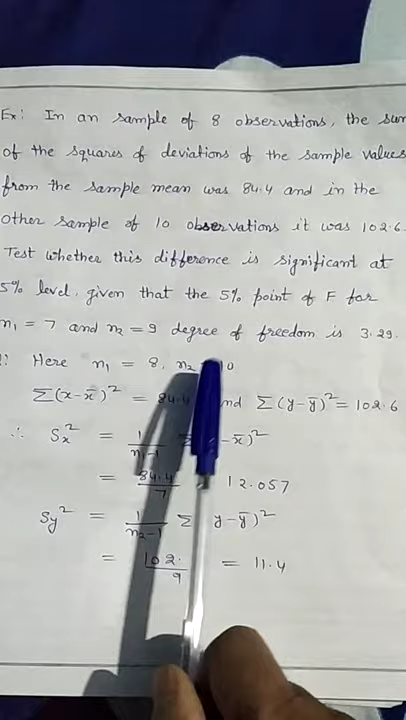 Ex: In an sample of 8 observations, the sum
of the squares of deviations of the sample values
from the sample mean was 84.4 and in the
other sample of 10 observations it was 102.6.
Test whether this difference is significant at
5% level, given that the 5% point of F for
n₁ = 7 and n₂ = 9 degree of freedom is 3.29.
Here n₁ = 8, n₂ = 10
Σ(x-x̄)² = 84.4 and Σ(y-ȳ)² = 102.6
∴ Sx² = 1/(n₁-1) Σ(x-x̄)²
= 84.4/7 12.057
Sy² = 1/(n₂-1) Σ(y-ȳ)²
= 102./9 = 11.4